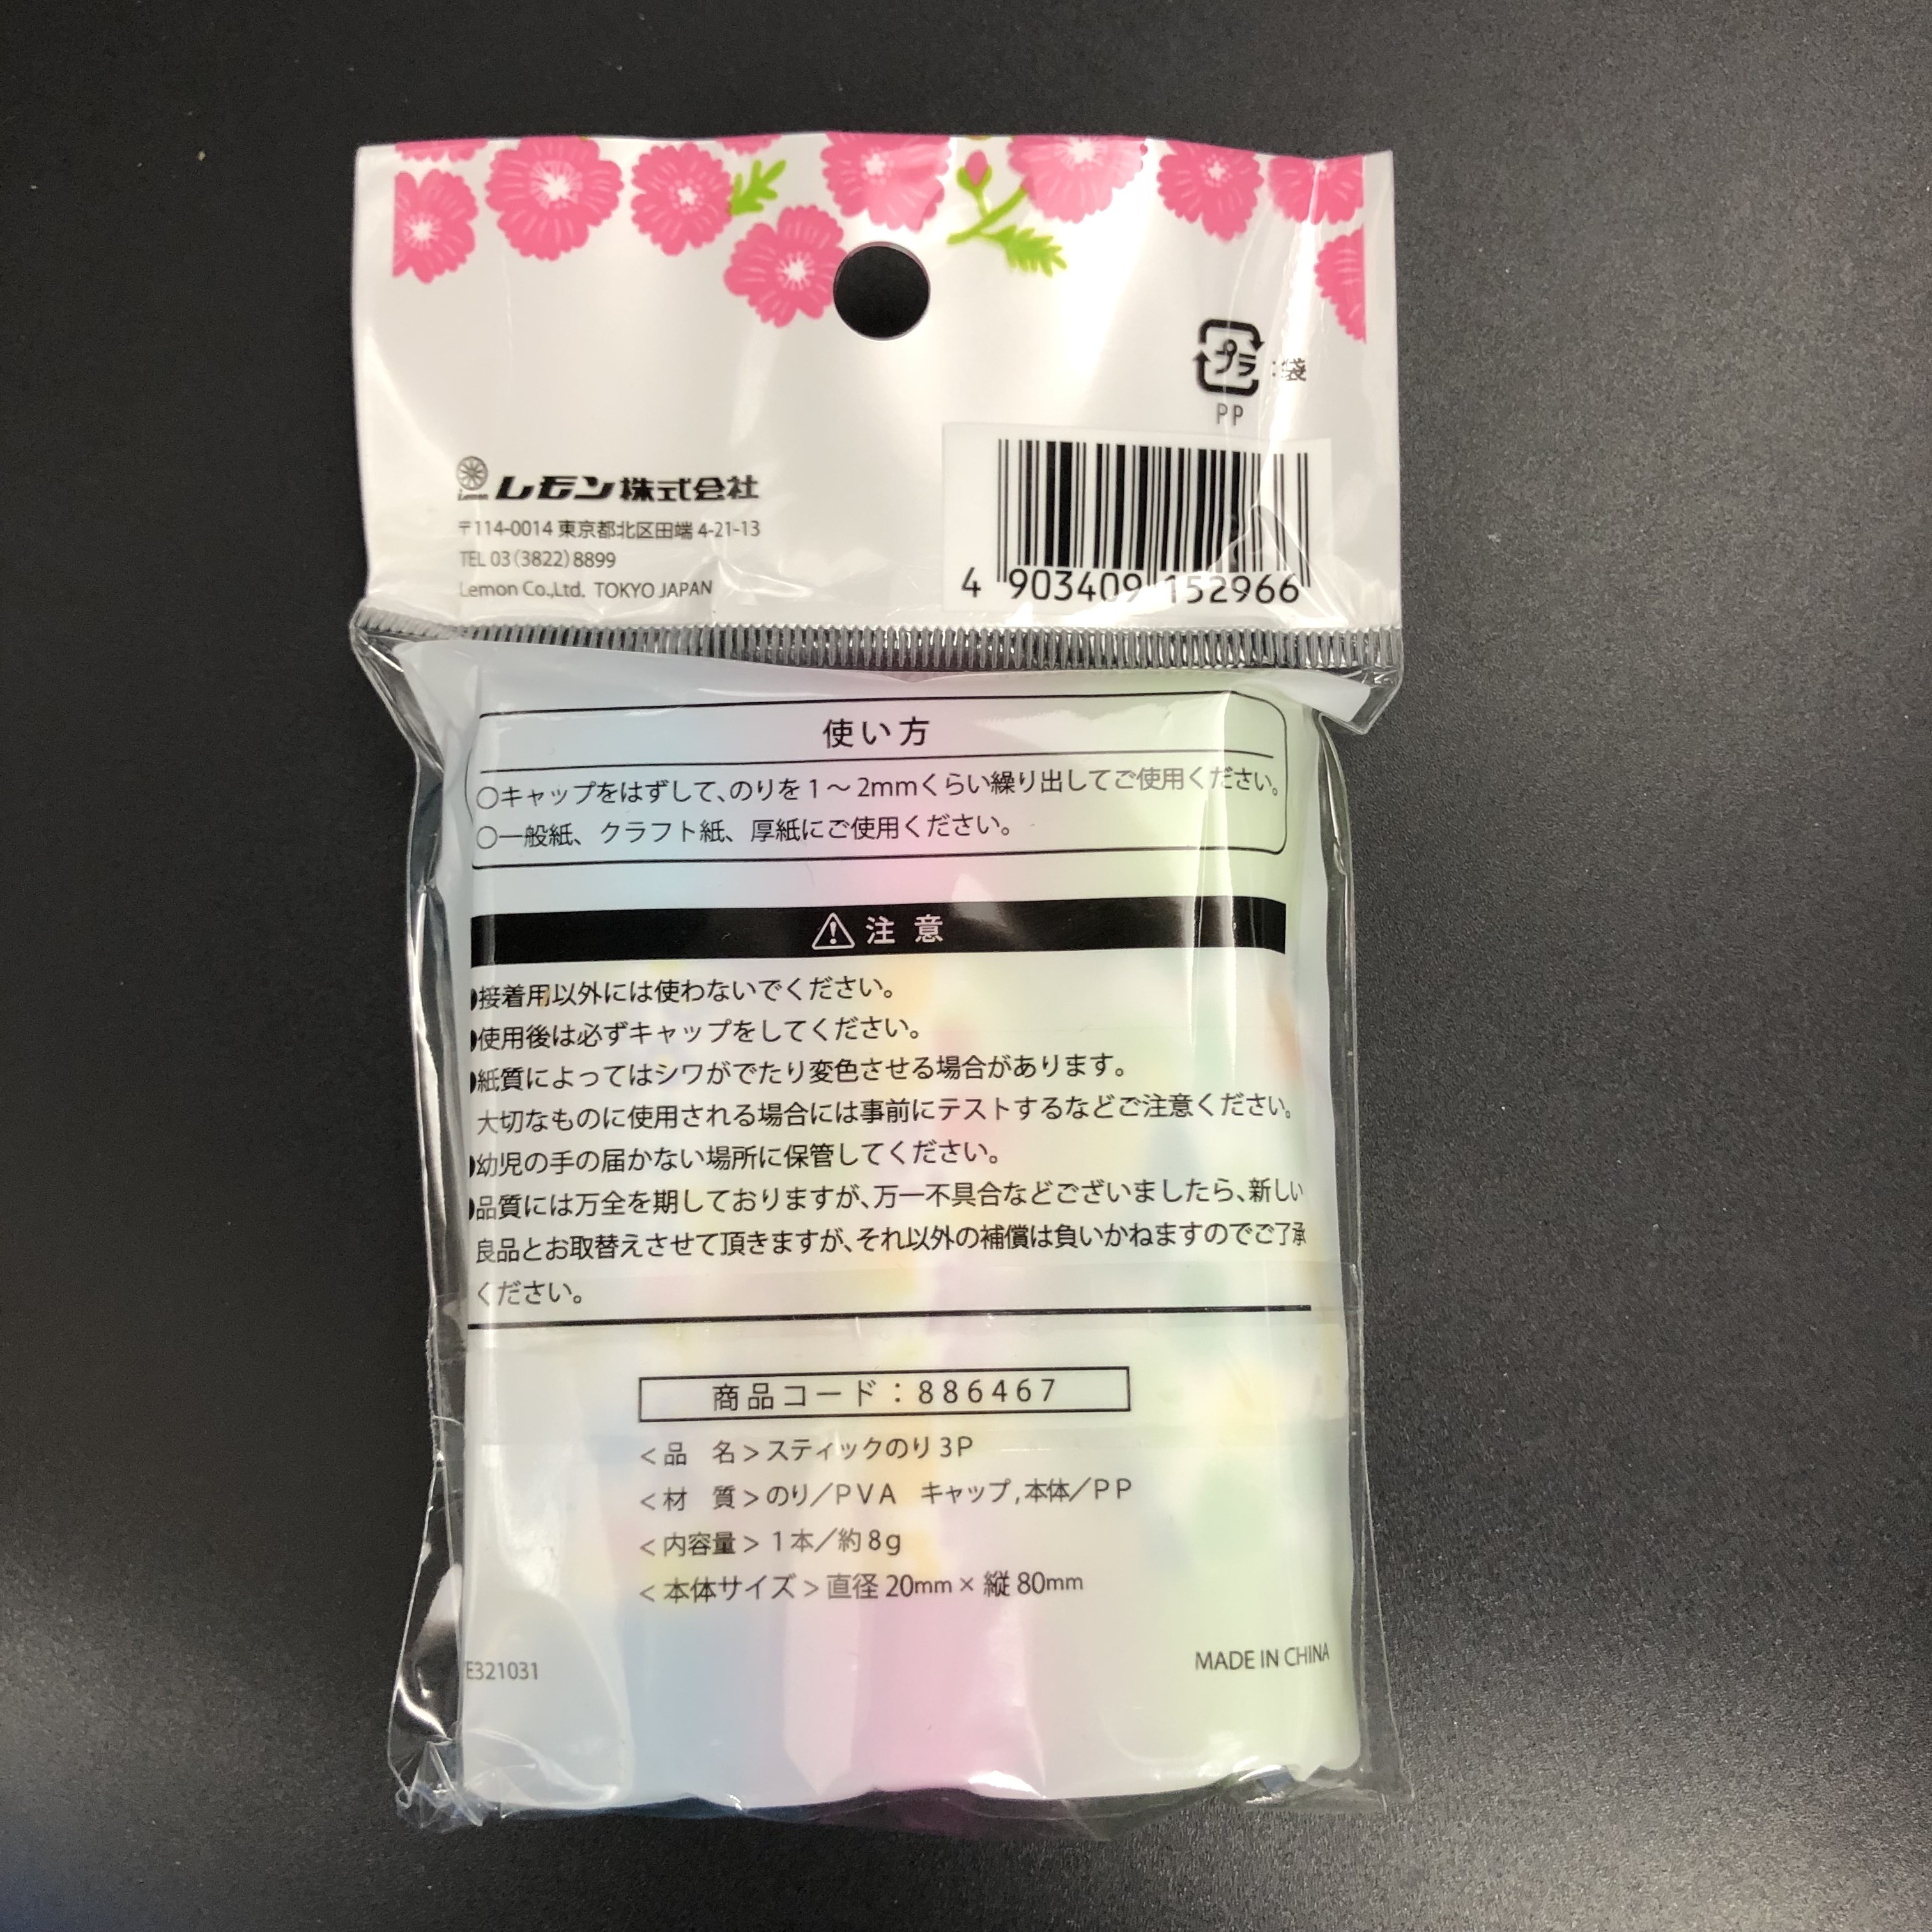 プラ :袋
PP
Lemon レモン株式会社
〒114-0014 東京都北区田端 4-21-13
TEL 03(3822)8899
Lemon Co.,Ltd. TOKYO JAPAN
4 903409 152966
使い方
○キャップをはずして、のりを1～2mmくらい繰り出してご使用ください。
○一般紙、クラフト紙、厚紙にご使用ください。
注意
●接着用以外には使わないでください。
●使用後は必ずキャップをしてください。
●紙質によってはシワがでたり変色させる場合があります。
大切なものに使用される場合には事前にテストするなどご注意ください。
●幼児の手の届かない場所に保管してください。
●品質には万全を期しておりますが、万一不具合などございましたら、新しい
良品とお取替えさせて頂きますが、それ以外の補償は負いかねますのでご了承
ください。
商品コード：886467
<品　名>スティックのり3P
<材　質>のり／PVA　キャップ,本体／PP
<内容量> 1本／約8g
<本体サイズ>直径20mm×縦80mm
E321031
MADE IN CHINA